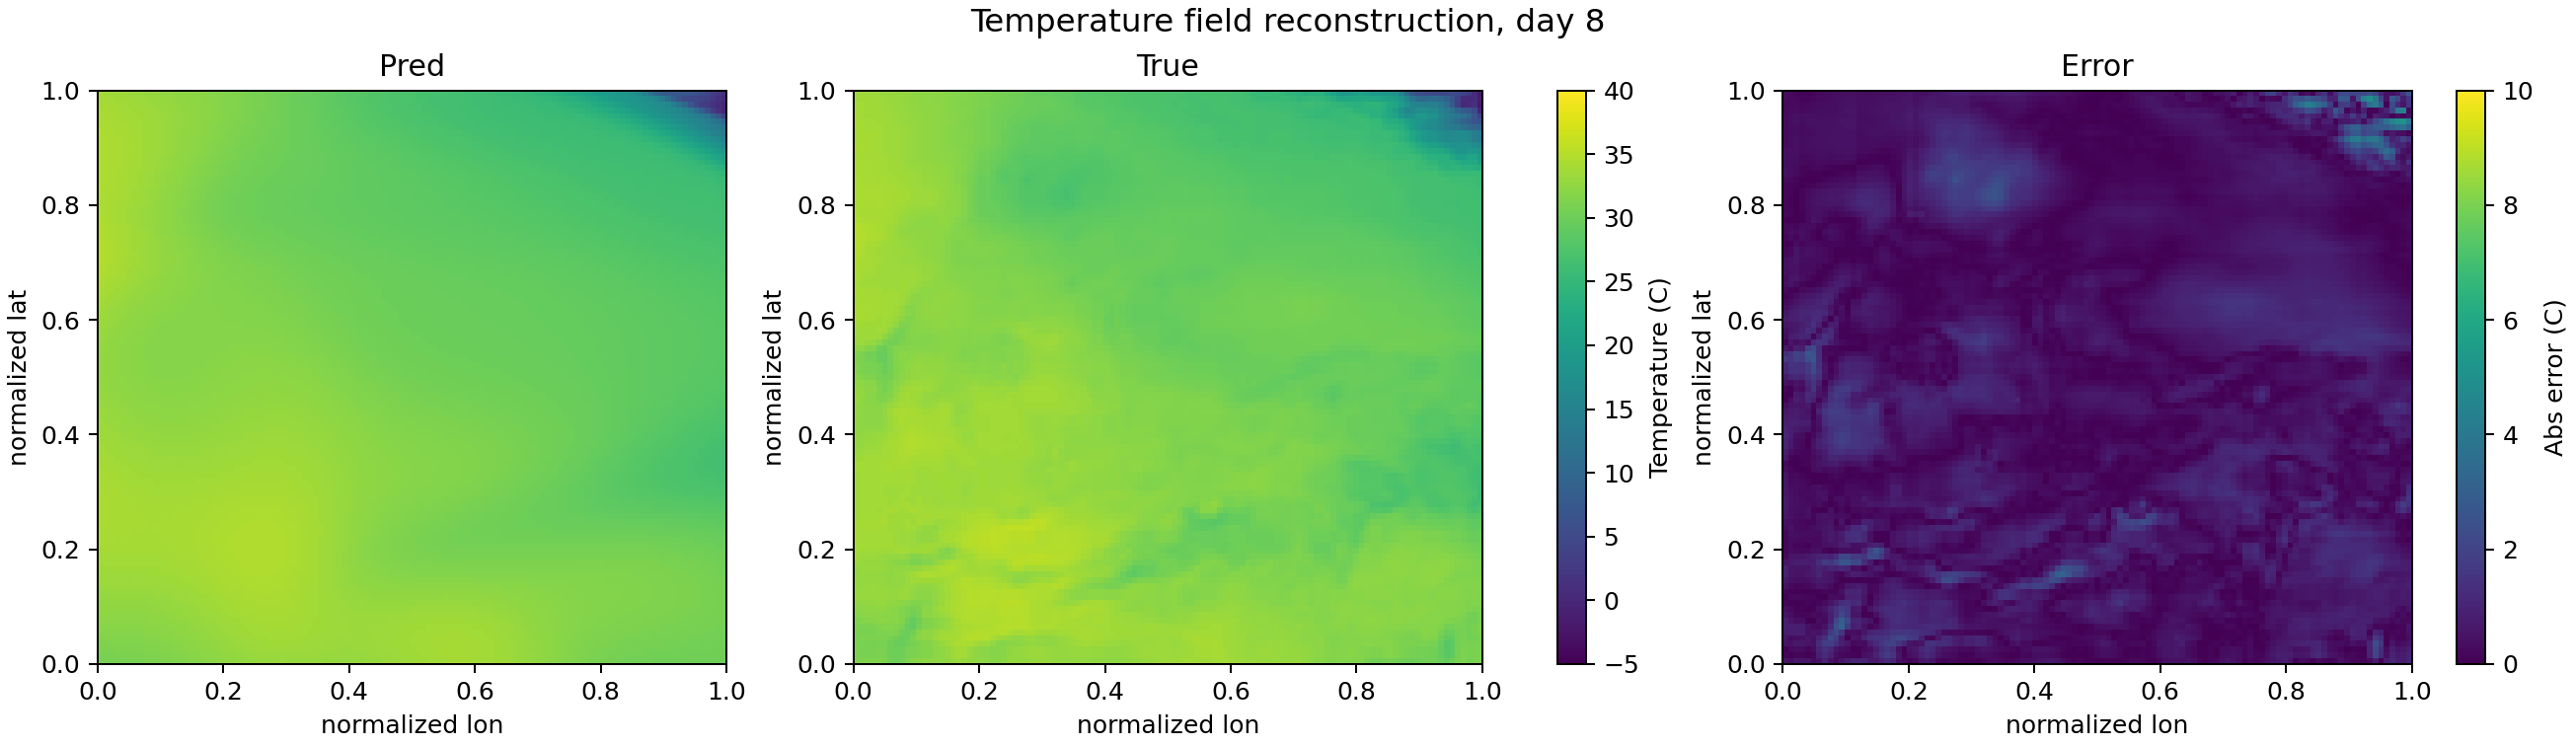 Temperature field reconstruction, day 8
Pred
1.0
0.8
0.6
0.4
0.2
0.0
normalized lat
0.0 0.2 0.4 0.6 0.8 1.0
normalized lon
True
1.0
0.8
0.6
0.4
0.2
0.0
normalized lat
0.0 0.2 0.4 0.6 0.8 1.0
normalized lon
40
35
30
25
20
15
10
5
0
−5
Temperature (C)
Error
1.0
0.8
0.6
0.4
0.2
0.0
normalized lat
0.0 0.2 0.4 0.6 0.8 1.0
normalized lon
10
8
6
4
2
0
Abs error (C)